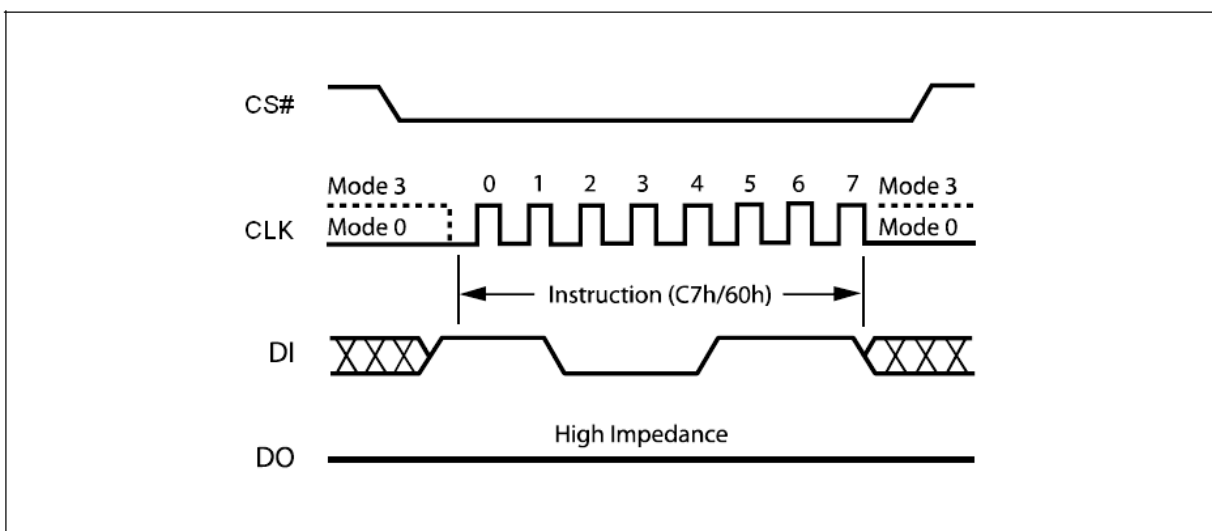 CS#
Mode 3 0 1 2 3 4 5 6 7 Mode 3
CLK Mode 0 Mode 0
Instruction (C7h/60h)
DI
High Impedance
DO